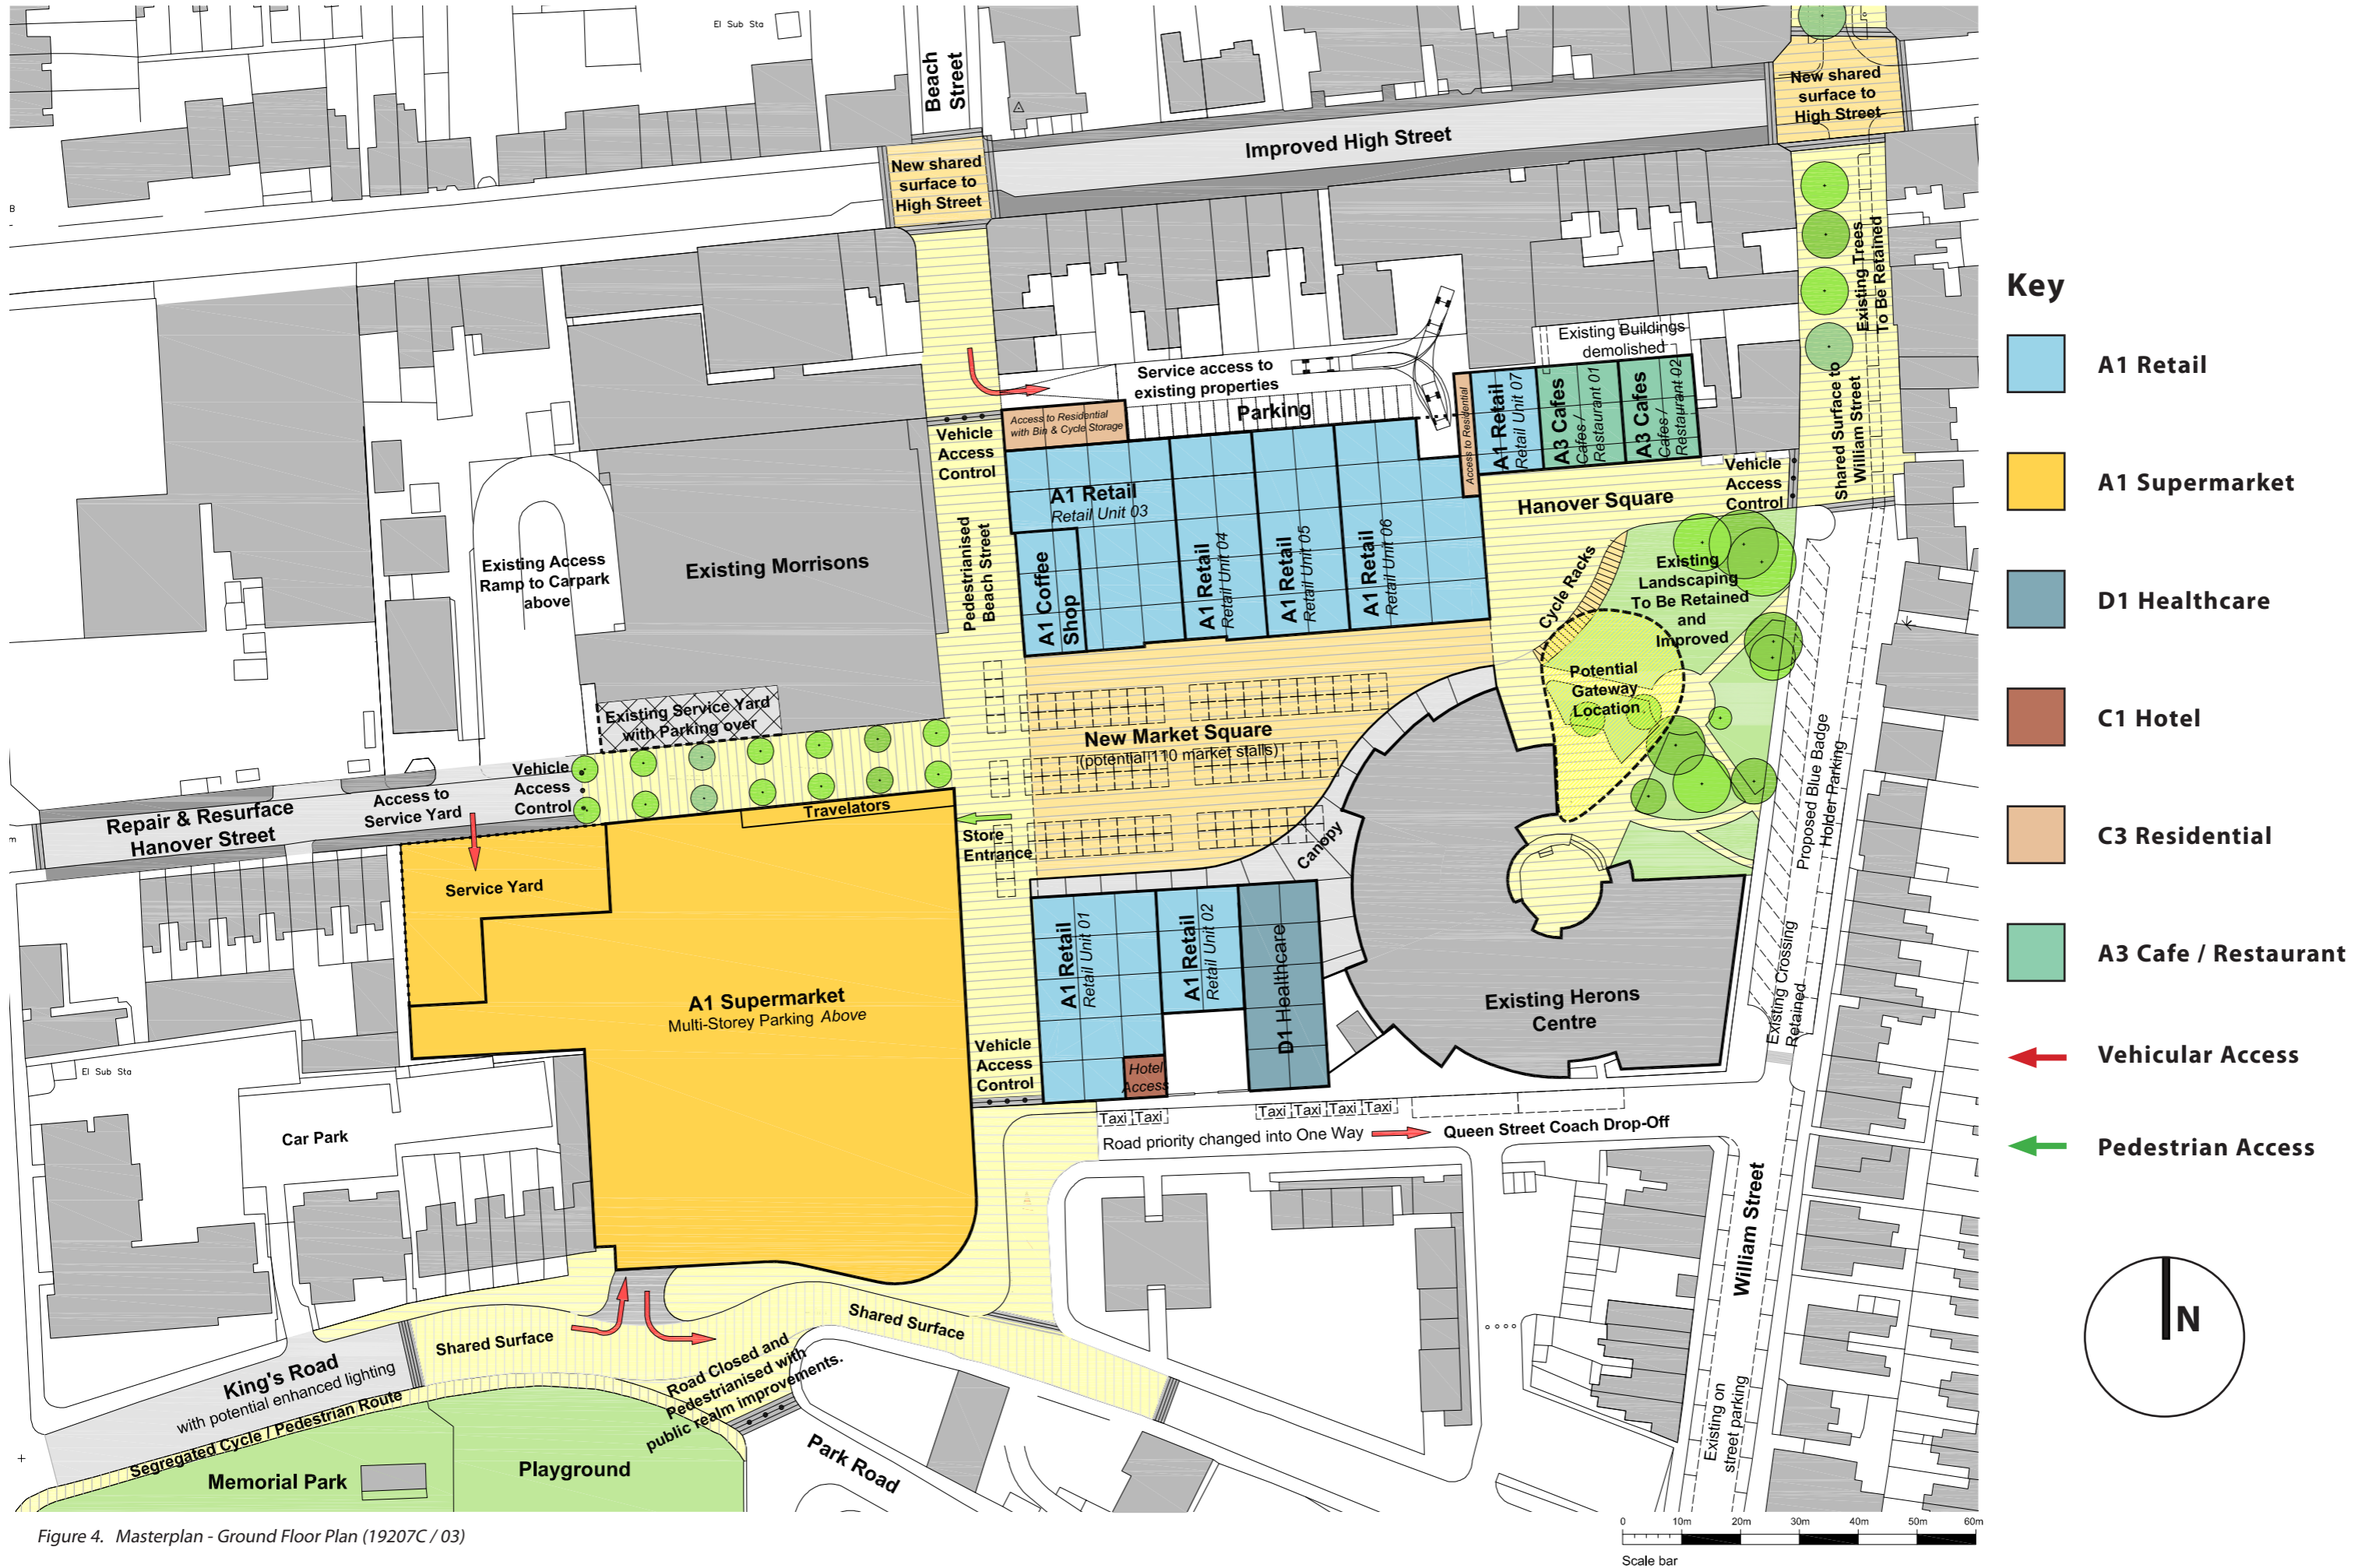 El Sub Sta
Beach
Street
New shared
surface to
High Street
Improved High Street
New shared
surface to
High Street
B
Existing Trees
To Be Retained
Shared Surface to
William Street
Service access to
existing properties
Parking
Existing Buildings
demolished
Access to Residential
with Bin & Cycle Storage
Access to Residential
A1 Retail
Retail Unit 07
A3 Cafes
Cafes /
Restaurant 01
A3 Cafes
Cafes /
Restaurant 02
Vehicle
Access
Control
Vehicle
Access
Control
Hanover Square
A1 Retail
Retail Unit 03
Pedestrianised
Beach Street
A1 Coffee
Shop
A1 Retail
Retail Unit 04
A1 Retail
Retail Unit 05
A1 Retail
Retail Unit 06
Cycle Racks
Existing
Landscaping
To Be Retained
and
Improved
Existing Access
Ramp to Carpark
above
Existing Morrisons
Potential
Gateway
Location
Existing Service Yard
with Parking over
New Market Square
(potential 110 market stalls)
Proposed Blue Badge
Holder Parking
Vehicle
Access
Control
Access to
Service Yard
Repair & Resurface
Hanover Street
m
Travelators
Store
Entrance
Canopy
Service Yard
A1 Retail
Retail Unit 01
A1 Retail
Retail Unit 02
D1 Healthcare
Existing Herons
Centre
Existing Crossing
Retained
A1 Supermarket
Multi-Storey Parking Above
Vehicle
Access
Control
Hotel
Access
El Sub Sta
Car Park
Taxi Taxi
Taxi Taxi Taxi Taxi
Road priority changed into One Way
Queen Street Coach Drop-Off
William Street
Existing on
street parking
Shared Surface
Shared Surface
Road Closed and
Pedestrianised with
public realm improvements.
King's Road
with potential enhanced lighting
Segregated Cycle / Pedestrian Route
Memorial Park
Playground
Park Road
Key
A1 Retail
A1 Supermarket
D1 Healthcare
C1 Hotel
C3 Residential
A3 Cafe / Restaurant
Vehicular Access
Pedestrian Access
N
Figure 4. Masterplan - Ground Floor Plan (19207C / 03)
0 10m 20m 30m 40m 50m 60m
Scale bar